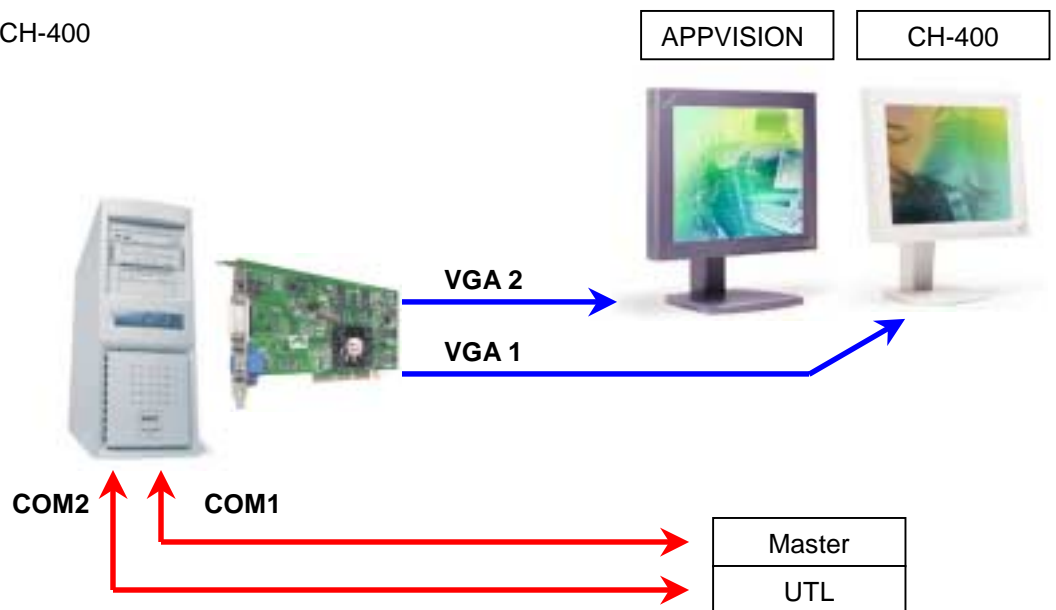 CH-400
APPVISION
CH-400
VGA 2
VGA 1
COM2
COM1
Master
UTL